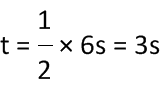 t = 1/2 × 6s = 3s